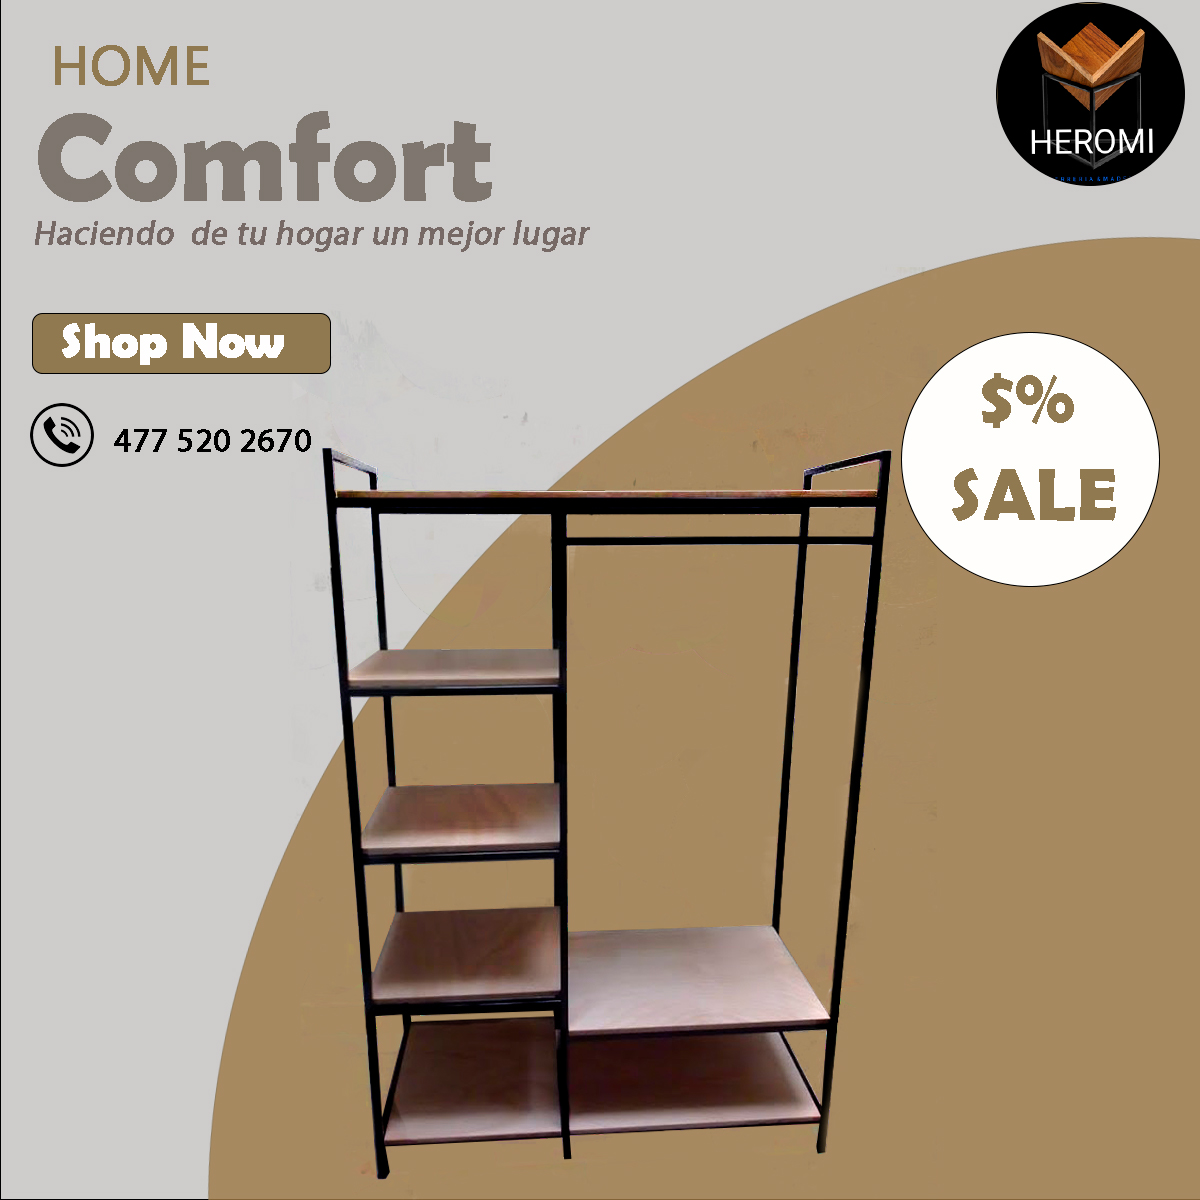 HOME
Comfort
Haciendo de tu hogar un mejor lugar
HEROMI
Shop Now
477 520 2670
$%
SALE